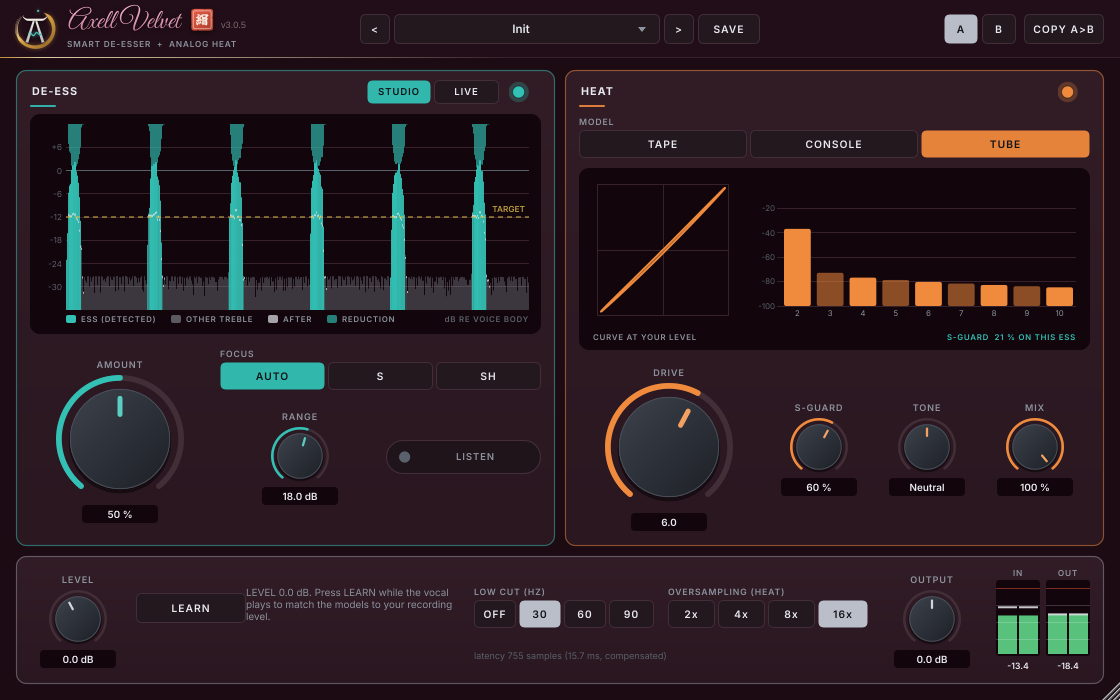 AxellVelvet v3.0.5
SMART DE-ESSER + ANALOG HEAT
< Init > SAVE
A B COPY A>B
DE-ESS STUDIO LIVE
+6
0
-6
-12
-18
-24
-30
TARGET
ESS (DETECTED) OTHER TREBLE AFTER REDUCTION dB RE VOICE BODY
AMOUNT
50 %
FOCUS
AUTO S SH
RANGE
18.0 dB
LISTEN
HEAT
MODEL
TAPE CONSOLE TUBE
-20
-40
-60
-80
-100
2 3 4 5 6 7 8 9 10
CURVE AT YOUR LEVEL S-GUARD 21 % ON THIS ESS
DRIVE
6.0
S-GUARD TONE MIX
60 % Neutral 100 %
LEVEL
0.0 dB
LEARN
LEVEL 0.0 dB. Press LEARN while the vocal
plays to match the models to your recording
level.
LOW CUT (HZ)
OFF 30 60 90
OVERSAMPLING (HEAT)
2x 4x 8x 16x
latency 755 samples (15.7 ms, compensated)
OUTPUT
0.0 dB
IN OUT
-13.4 -18.4